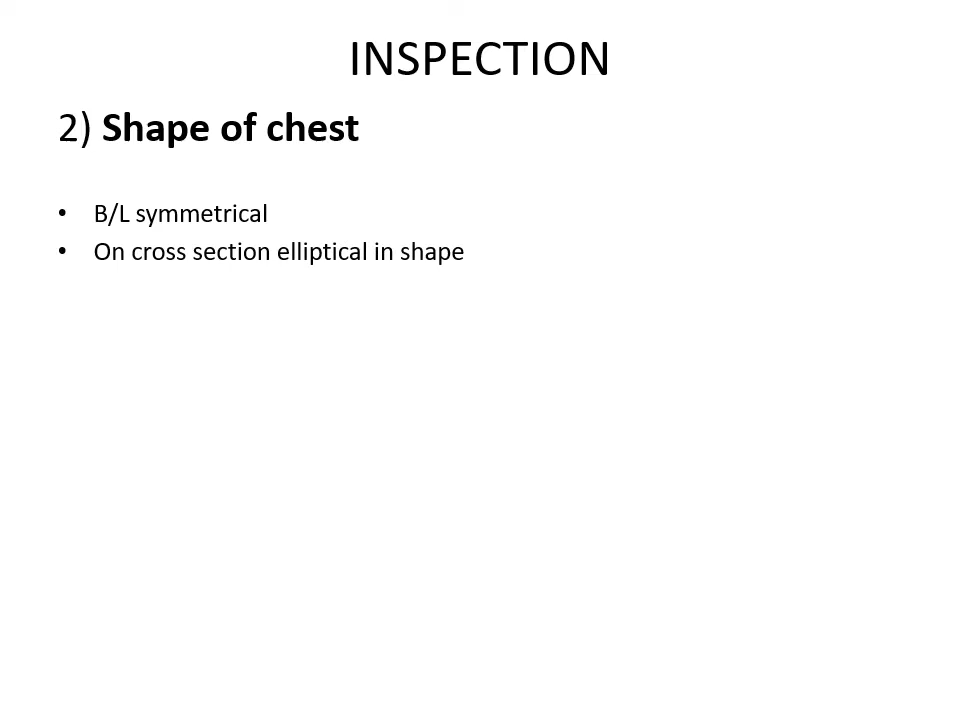 INSPECTION
2) Shape of chest
• B/L symmetrical
• On cross section elliptical in shape